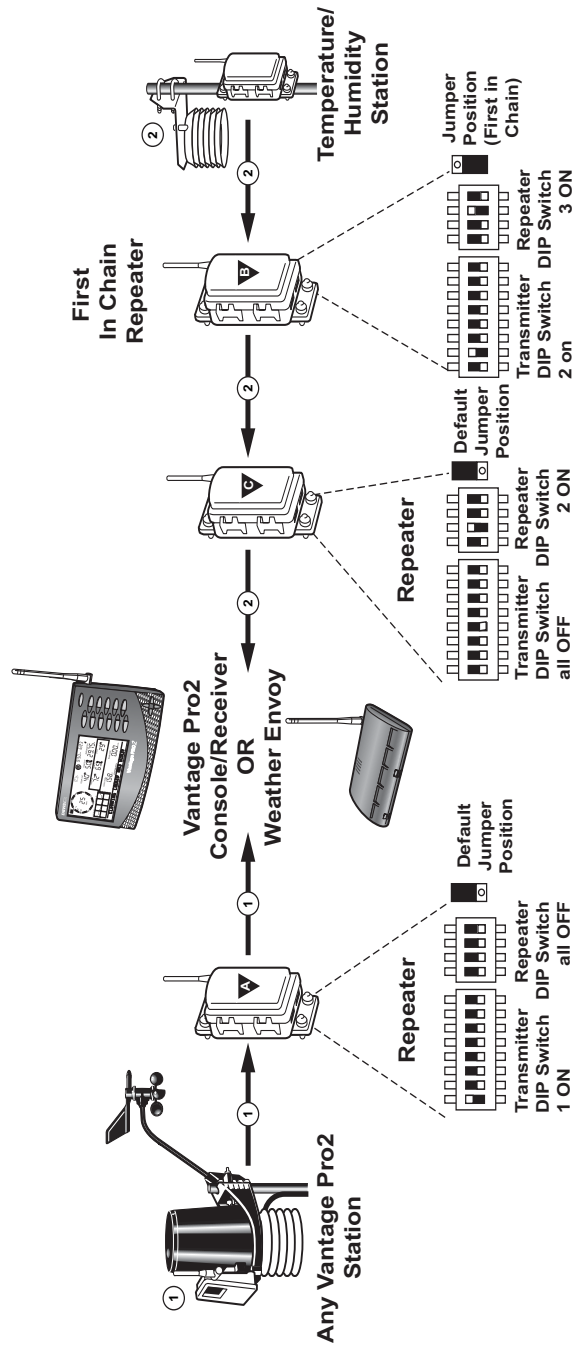 1
Any Vantage Pro2
Station
1
A
1
Repeater
Transmitter
DIP Switch
1 ON
Repeater
DIP Switch
all OFF
Default
Jumper
Position
Vantage Pro2
Console/Receiver
OR
Weather Envoy
2
C
2
Repeater
Transmitter
DIP Switch
all OFF
Repeater
DIP Switch
2 ON
Default
Jumper
Position
First
In Chain
Repeater
B
2
2
Temperature/
Humidity
Station
Transmitter
DIP Switch
2 on
Repeater
DIP Switch
3 ON
Jumper
Position
(First in
Chain)